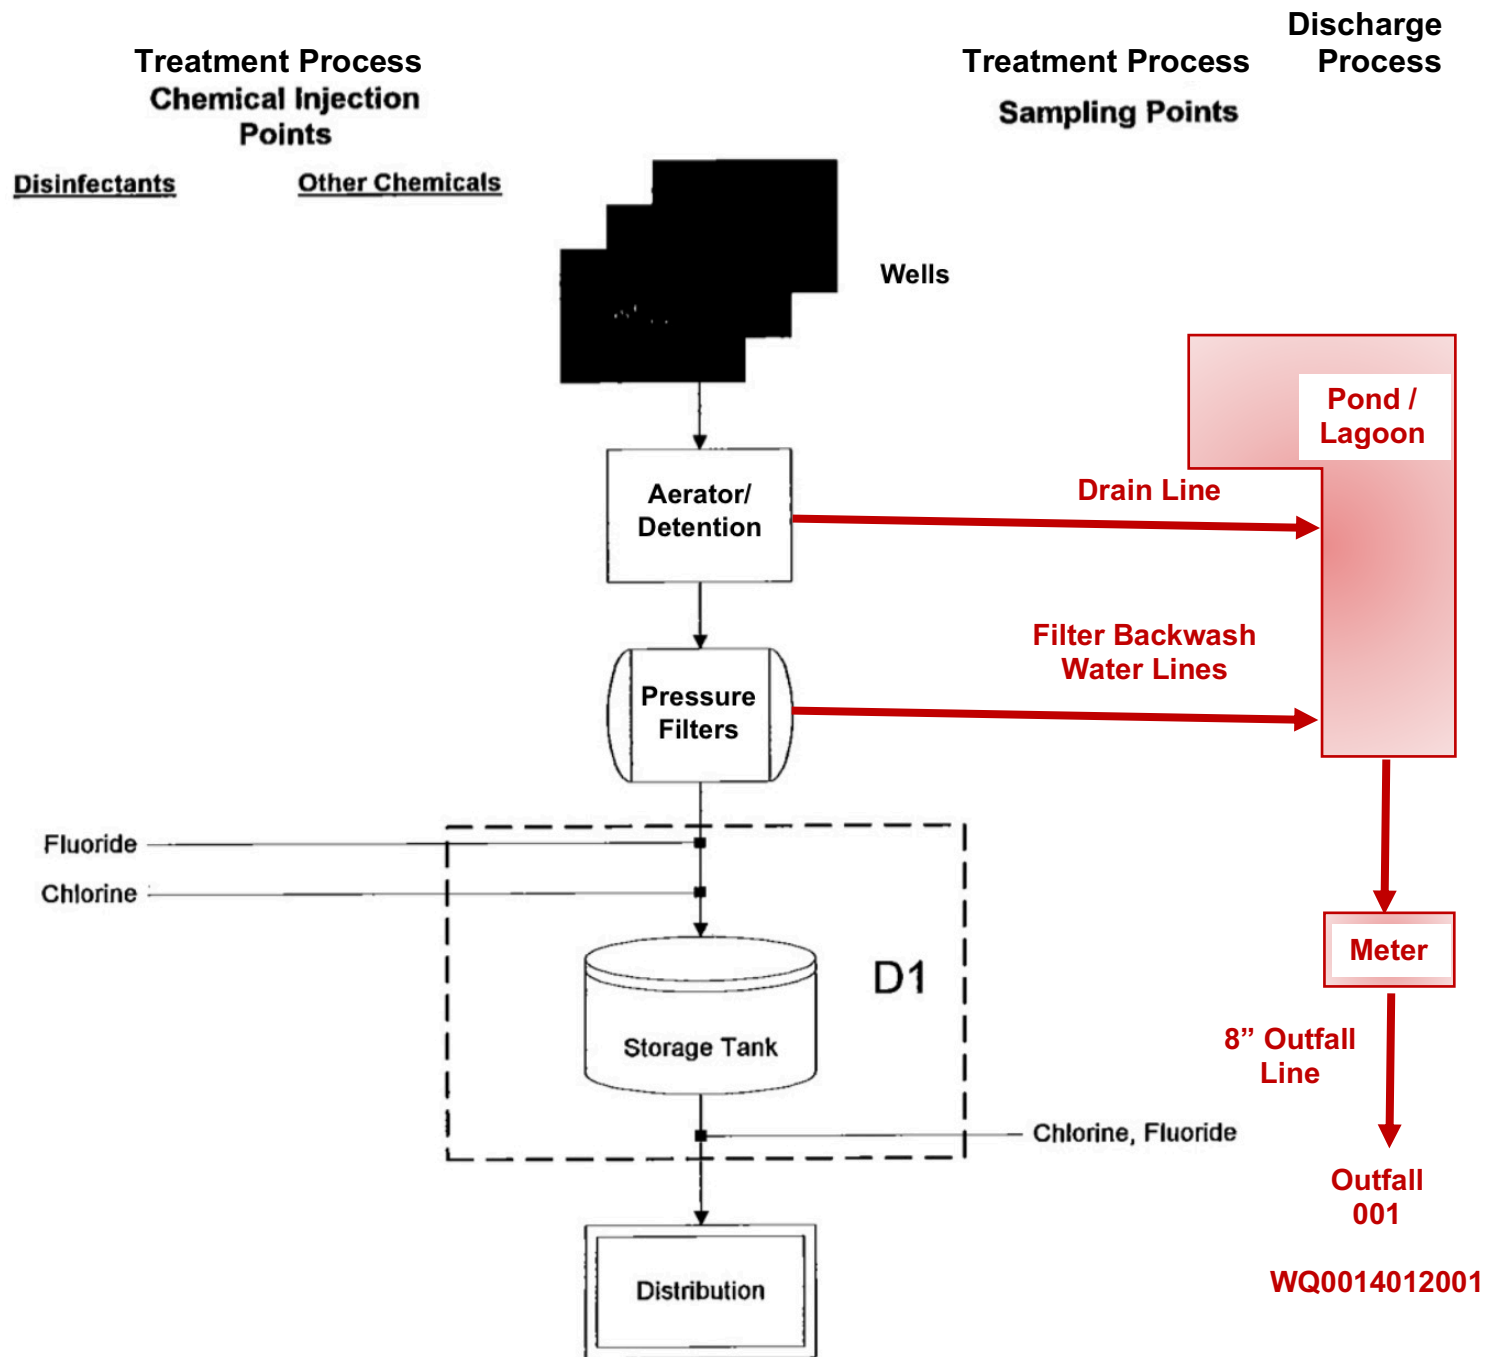 Treatment Process
Chemical Injection
Points
Disinfectants
Other Chemicals
Treatment Process
Sampling Points
Discharge
Process
Wells
Aerator/
Detention
Drain Line
Pond /
Lagoon
Pressure
Filters
Filter Backwash
Water Lines
Fluoride
Chlorine
D1
Storage Tank
Chlorine, Fluoride
Distribution
Meter
8” Outfall
Line
Outfall
001
WQ0014012001